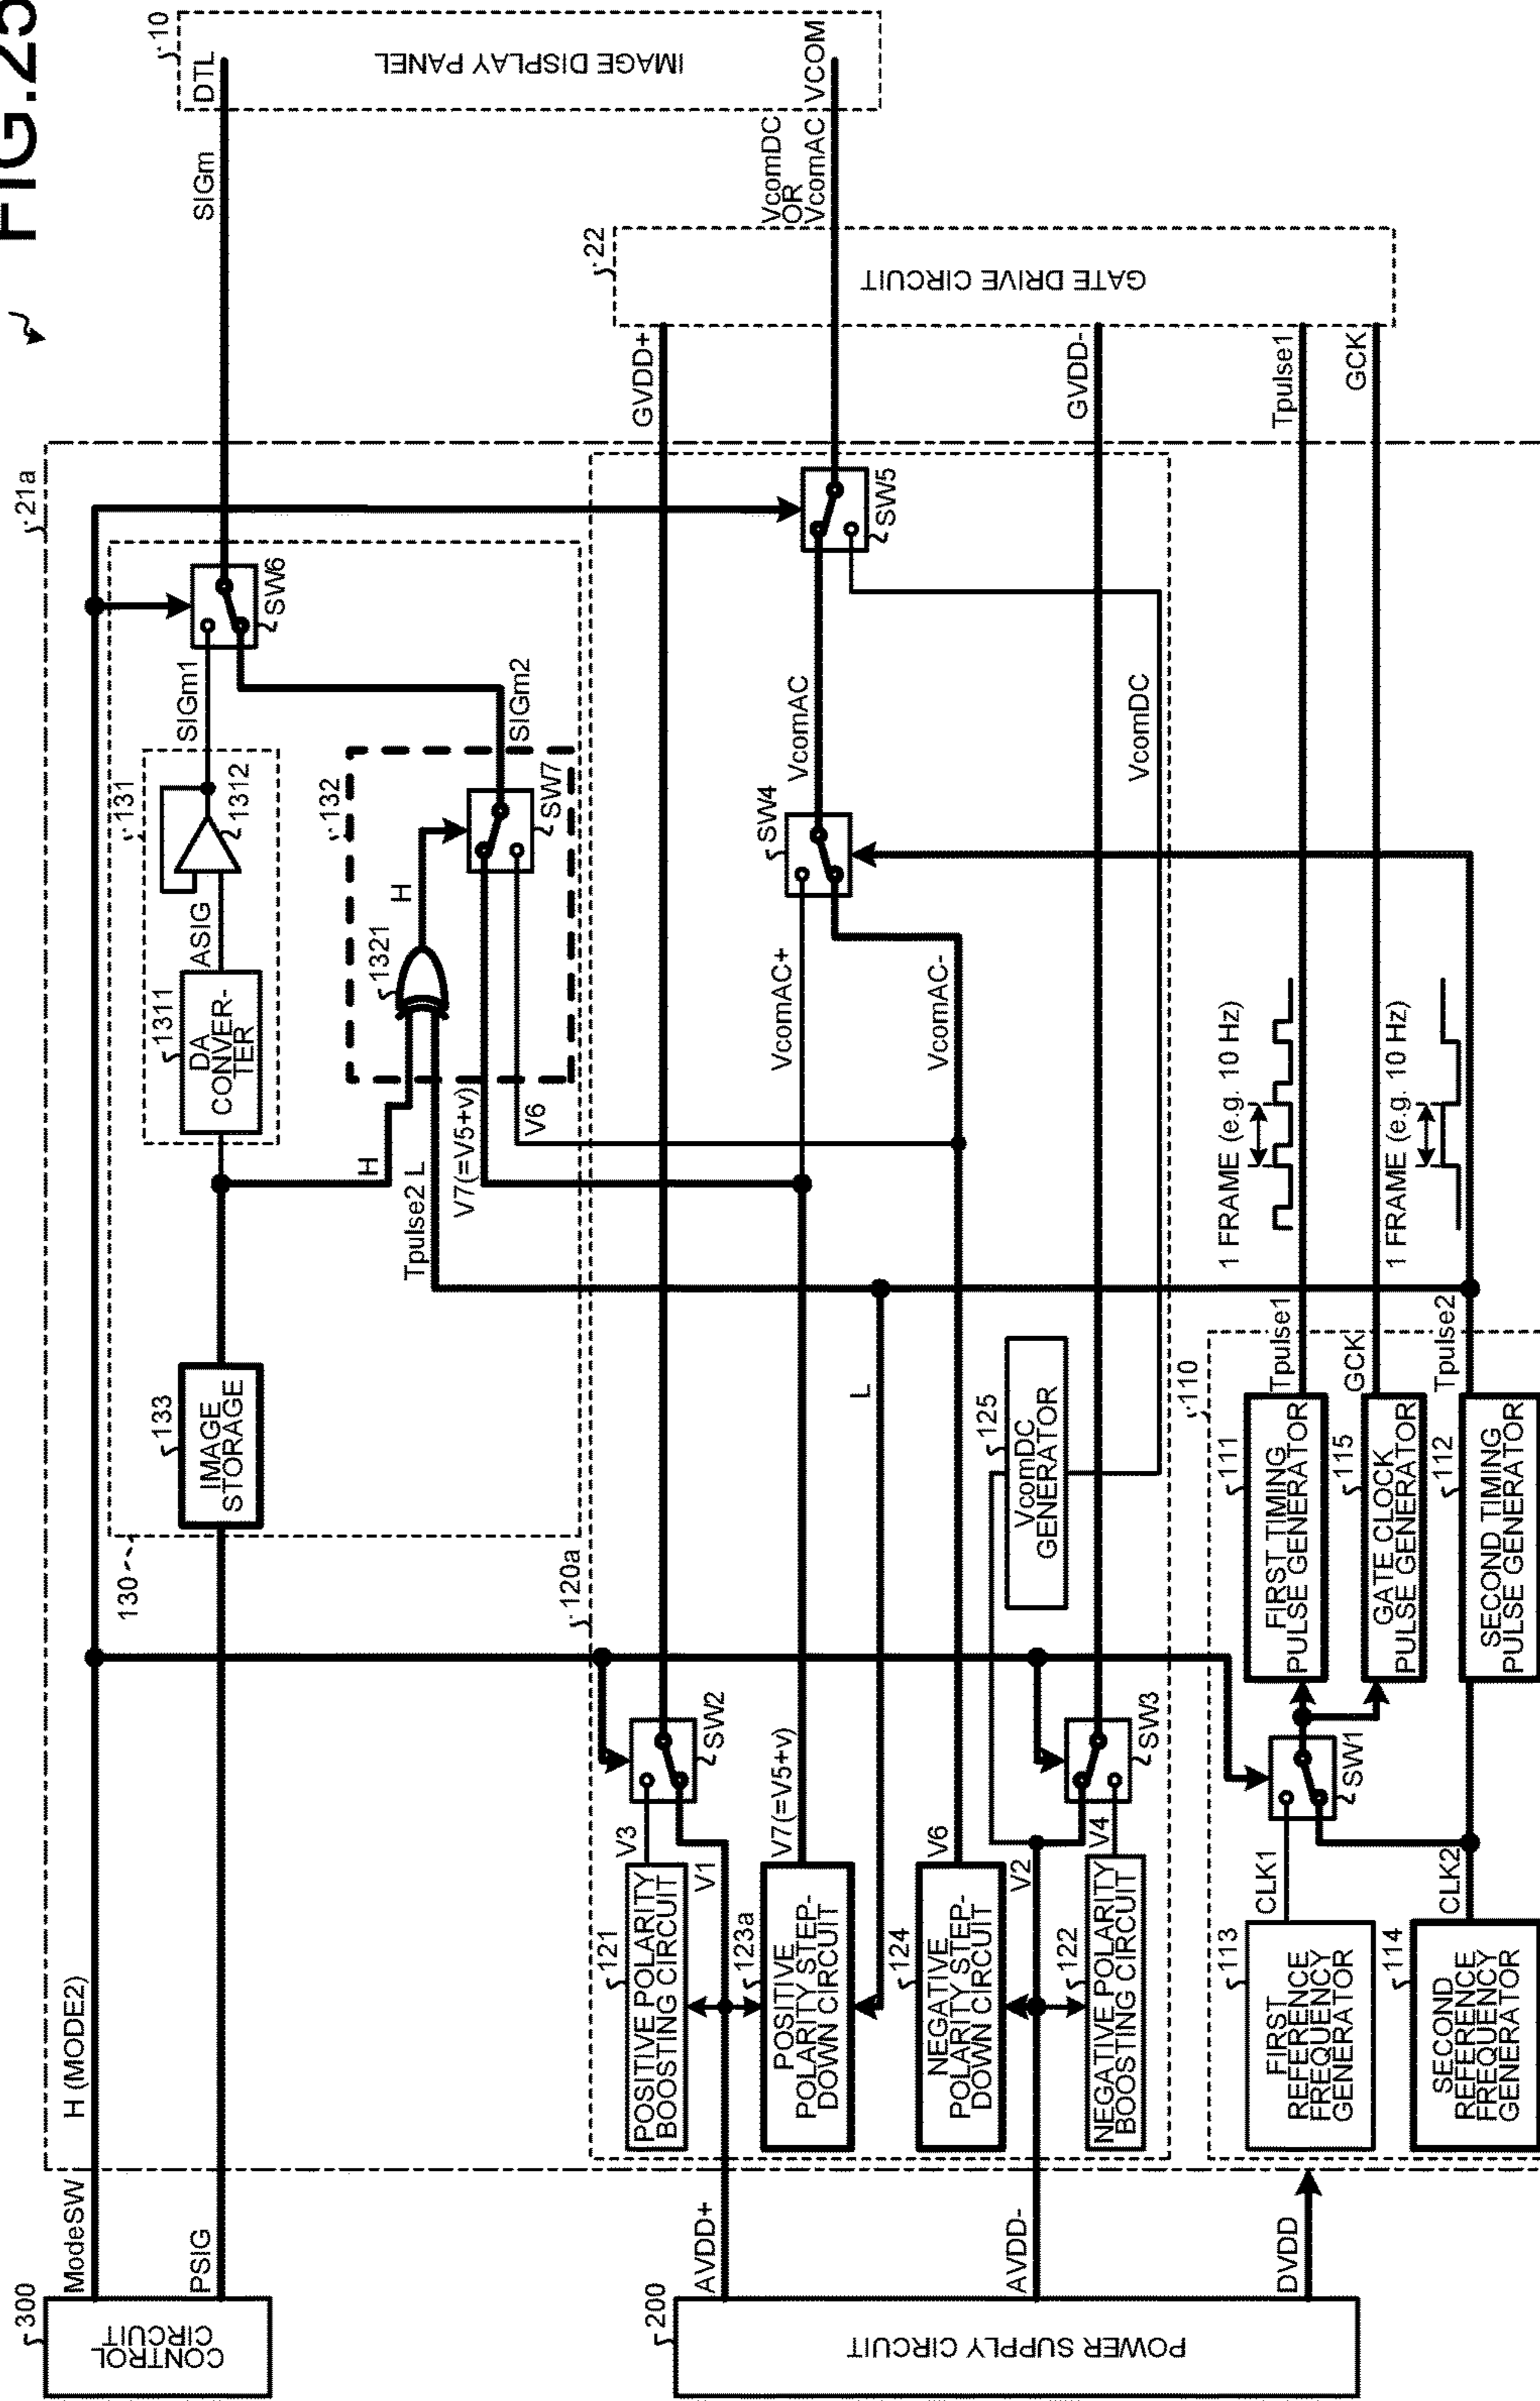 FIG.25
10
IMAGE DISPLAY PANEL
DTL
VCOM
SIGm
VcomDC
OR
VcomAC
22
GATE DRIVE CIRCUIT
GVDD+
GVDD-
Tpulse1
GCK
21a
SW6
SW5
SIGm1
SIGm2
131
1312
ASIG
1311
DA
CONVER-
TER
132
SW7
H
1321
H
Tpulse2 L
V7(=V5+v)
V6
VcomAC
VcomDC
SW4
VcomAC+
VcomAC-
1 FRAME (e.g. 10 Hz)
1 FRAME (e.g. 10 Hz)
133
IMAGE
STORAGE
130
120a
L
125
VcomDC
GENERATOR
110
Tpulse1
GCK
Tpulse2
111
FIRST TIMING
PULSE GENERATOR
115
GATE CLOCK
PULSE GENERATOR
112
SECOND TIMING
PULSE GENERATOR
SW2
V7(=V5+v)
SW3
SW1
V3
V1
V6
V2
V4
CLK1
CLK2
121
POSITIVE POLARITY
BOOSTING CIRCUIT
123a
POSITIVE
POLARITY STEP-
DOWN CIRCUIT
124
NEGATIVE
POLARITY STEP-
DOWN CIRCUIT
122
NEGATIVE POLARITY
BOOSTING CIRCUIT
113
FIRST
REFERENCE
FREQUENCY
GENERATOR
114
SECOND
REFERENCE
FREQUENCY
GENERATOR
H (MODE2)
ModeSW
PSIG
AVDD+
AVDD-
DVDD
300
CONTROL
CIRCUIT
200
POWER SUPPLY CIRCUIT